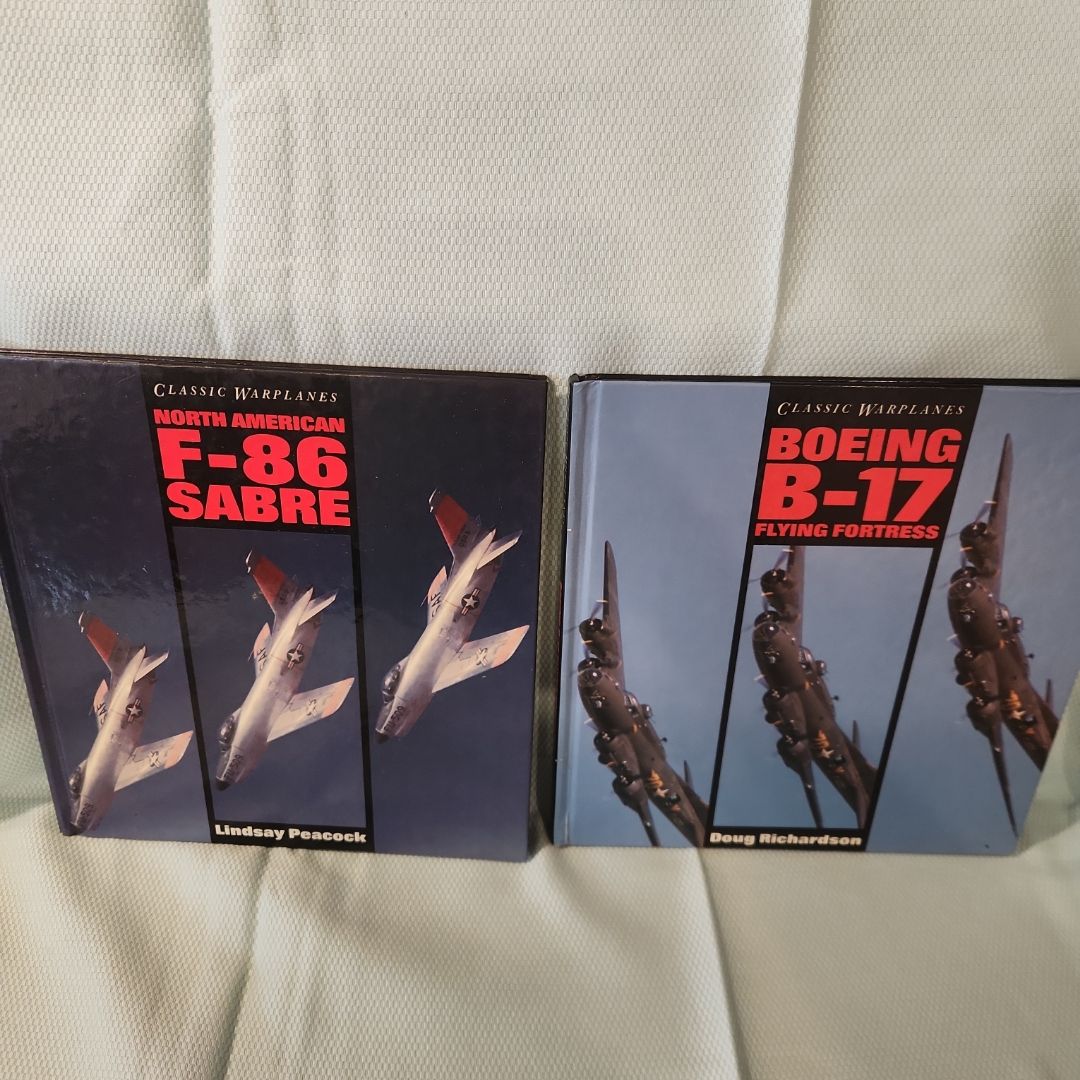 CLASSIC WARPLANES
NORTH AMERICAN
F-86
SABRE
Lindsay Peacock
CLASSIC WARPLANES
BOEING
B-17
FLYING FORTRESS
Doug Richardson